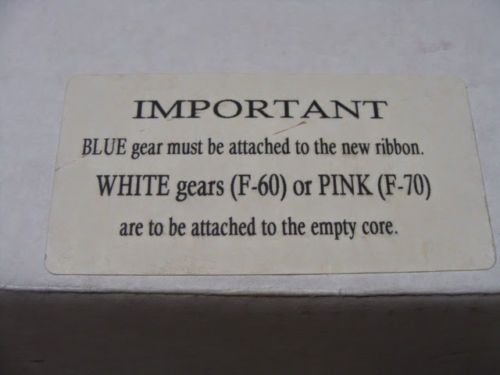 IMPORTANT
BLUE gear must be attached to the new ribbon.
WHITE gears (F-60) or PINK (F-70)
are to be attached to the empty core.